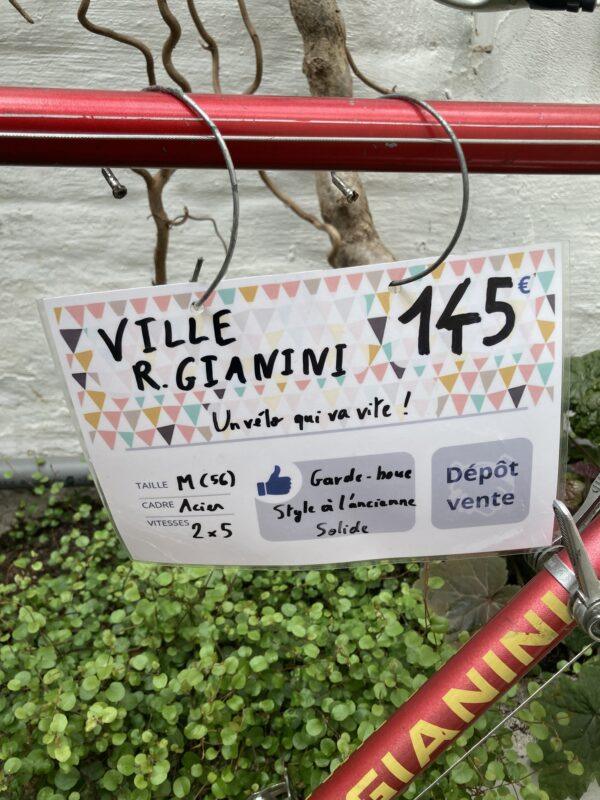 VILLE
R. GIANINI
145€
Un vélo qui va vite !
TAILLE M (56)
CADRE Acier
VITESSES 2x5
Garde-boue
Style à l'ancienne
Solide
Dépôt
vente
GIANINI